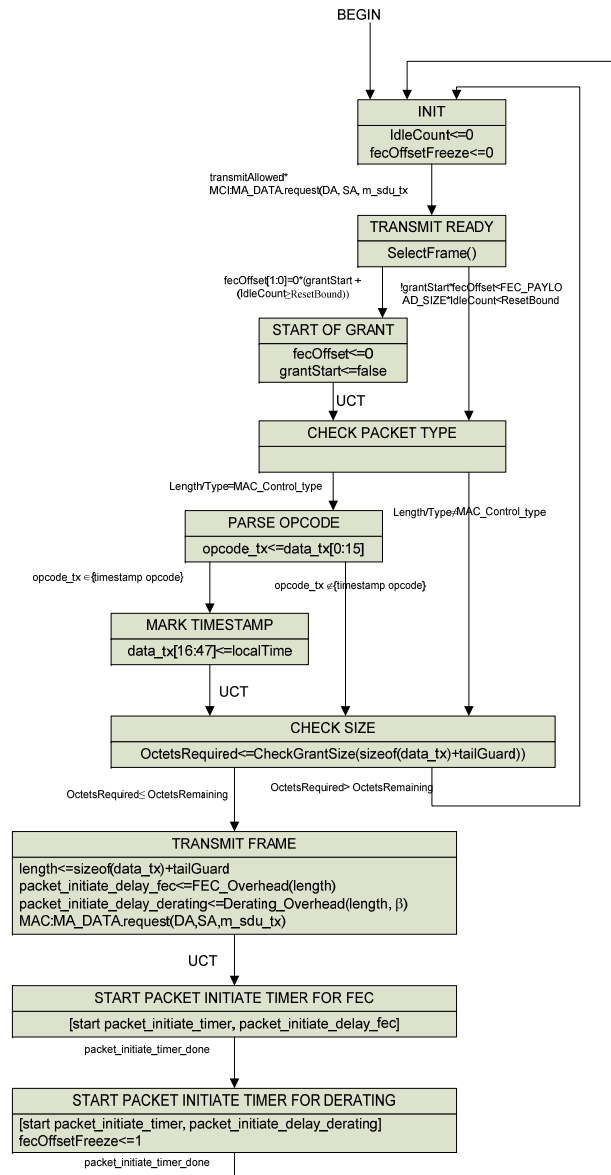 BEGIN
INIT
IdleCount<=0
fecOffsetFreeze<=0
transmitAllowed*
MCI:MA_DATA.request(DA, SA, m_sdu_tx
TRANSMIT READY
SelectFrame()
fecOffset[1:0]=0*(grantStart +
(IdleCount≥ResetBound))
!grantStart*fecOffset<FEC_PAYLO
AD_SIZE*IdleCount<ResetBound
START OF GRANT
fecOffset<=0
grantStart<=false
UCT
CHECK PACKET TYPE
Length/Type=MAC_Control_type
Length/Type≠MAC_Control_type
PARSE OPCODE
opcode_tx<=data_tx[0:15]
opcode_tx ∈{timestamp opcode}
opcode_tx ∉{timestamp opcode}
MARK TIMESTAMP
data_tx[16:47]<=localTime
UCT
CHECK SIZE
OctetsRequired<=CheckGrantSize(sizeof(data_tx)+tailGuard))
OctetsRequired≤ OctetsRemaining
OctetsRequired> OctetsRemaining
TRANSMIT FRAME
length<=sizeof(data_tx)+tailGuard
packet_initiate_delay_fec<=FEC_Overhead(length)
packet_initiate_delay_derating<=Derating_Overhead(length, β)
MAC:MA_DATA.request(DA,SA,m_sdu_tx)
UCT
START PACKET INITIATE TIMER FOR FEC
[start packet_initiate_timer, packet_initiate_delay_fec]
packet_initiate_timer_done
START PACKET INITIATE TIMER FOR DERATING
[start packet_initiate_timer, packet_initiate_delay_derating]
fecOffsetFreeze<=1
packet_initiate_timer_done